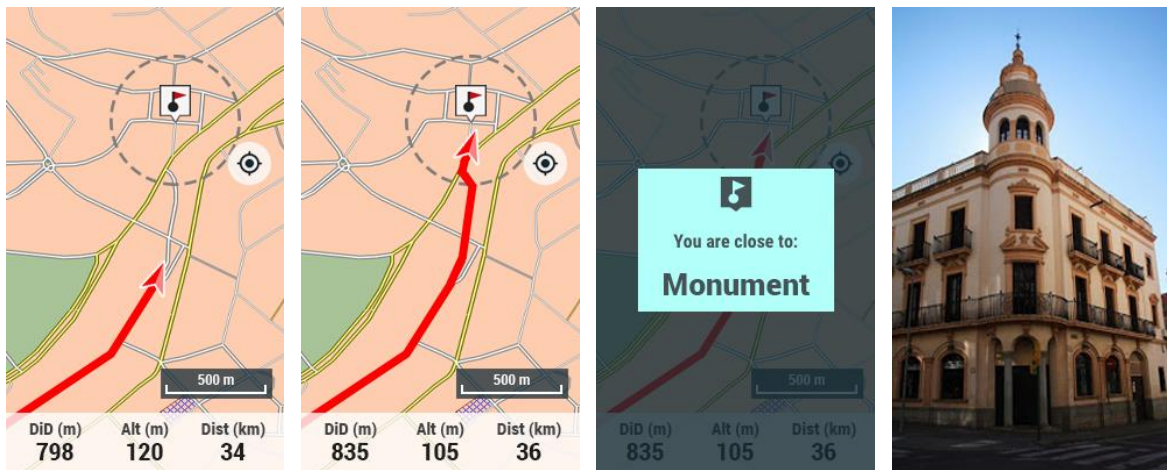 500 m
DiD (m) Alt (m) Dist (km)
798 120 34
500 m
DiD (m) Alt (m) Dist (km)
835 105 36
You are close to:
Monument
500 m
DiD (m) Alt (m) Dist (km)
835 105 36